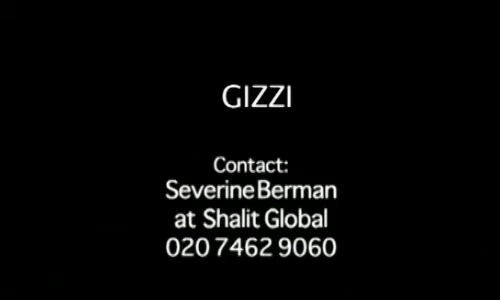 GIZZI
Contact:
Severine Berman
at Shalit Global
020 7462 9060